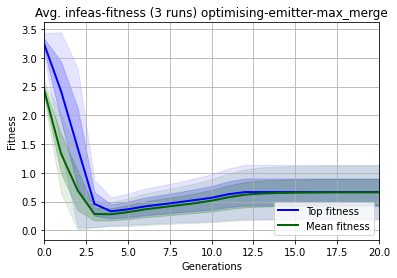 Avg. infeas-fitness (3 runs) optimising-emitter-max_merge
3.5
3.0
2.5
2.0
1.5
1.0
0.5
0.0
Fitness
0.0 2.5 5.0 7.5 10.0 12.5 15.0 17.5 20.0
Generations
Top fitness
Mean fitness